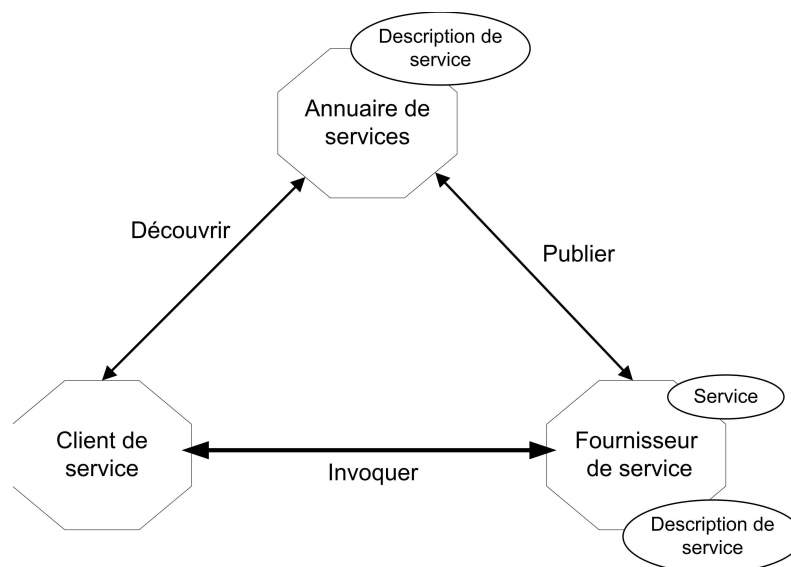 Description de
service
Annuaire de
services
Découvrir
Publier
Service
Client de
service
Fournisseur
de service
Invoquer
Description de
service